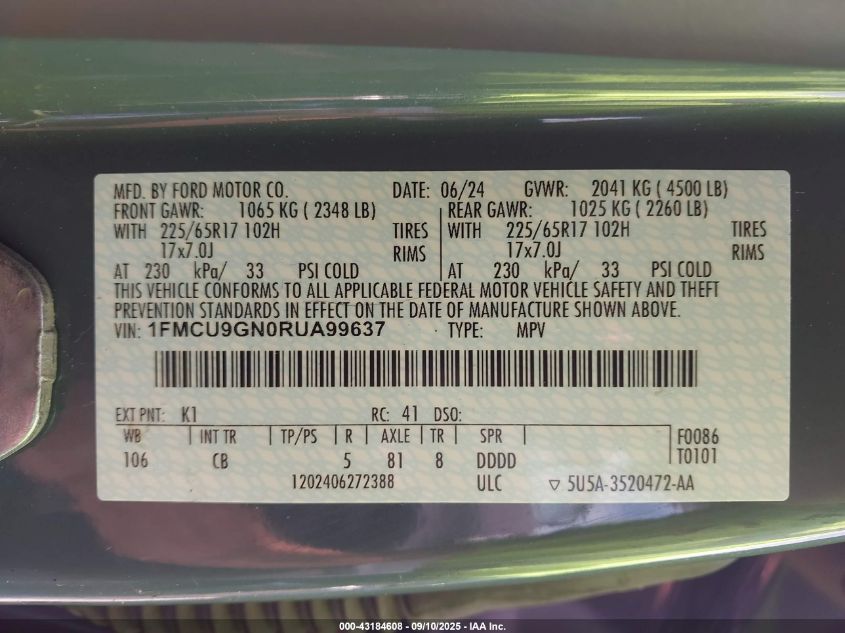 MFD. BY FORD MOTOR CO. DATE: 06/24 GVWR: 2041 KG ( 4500 LB)
FRONT GAWR: 1065 KG ( 2348 LB) REAR GAWR: 1025 KG ( 2260 LB)
WITH 225/65R17 102H TIRES WITH 225/65R17 102H TIRES
17x7.0J RIMS 17x7.0J RIMS
AT 230 kPa/ 33 PSI COLD AT 230 kPa/ 33 PSI COLD
THIS VEHICLE CONFORMS TO ALL APPLICABLE FEDERAL MOTOR VEHICLE SAFETY AND THEFT
PREVENTION STANDARDS IN EFFECT ON THE DATE OF MANUFACTURE SHOWN ABOVE.
VIN: 1FMCU9GN0RUA99637 TYPE: MPV
EXT PNT: K1 RC: 41 DSO:
WB INT TR TP/PS R AXLE TR SPR F0086
106 CB 5 81 8 DDDD T0101
1202406272388 ULC ▽ 5U5A-3520472-AA
000-43184608 - 09/10/2025 - IAA Inc.